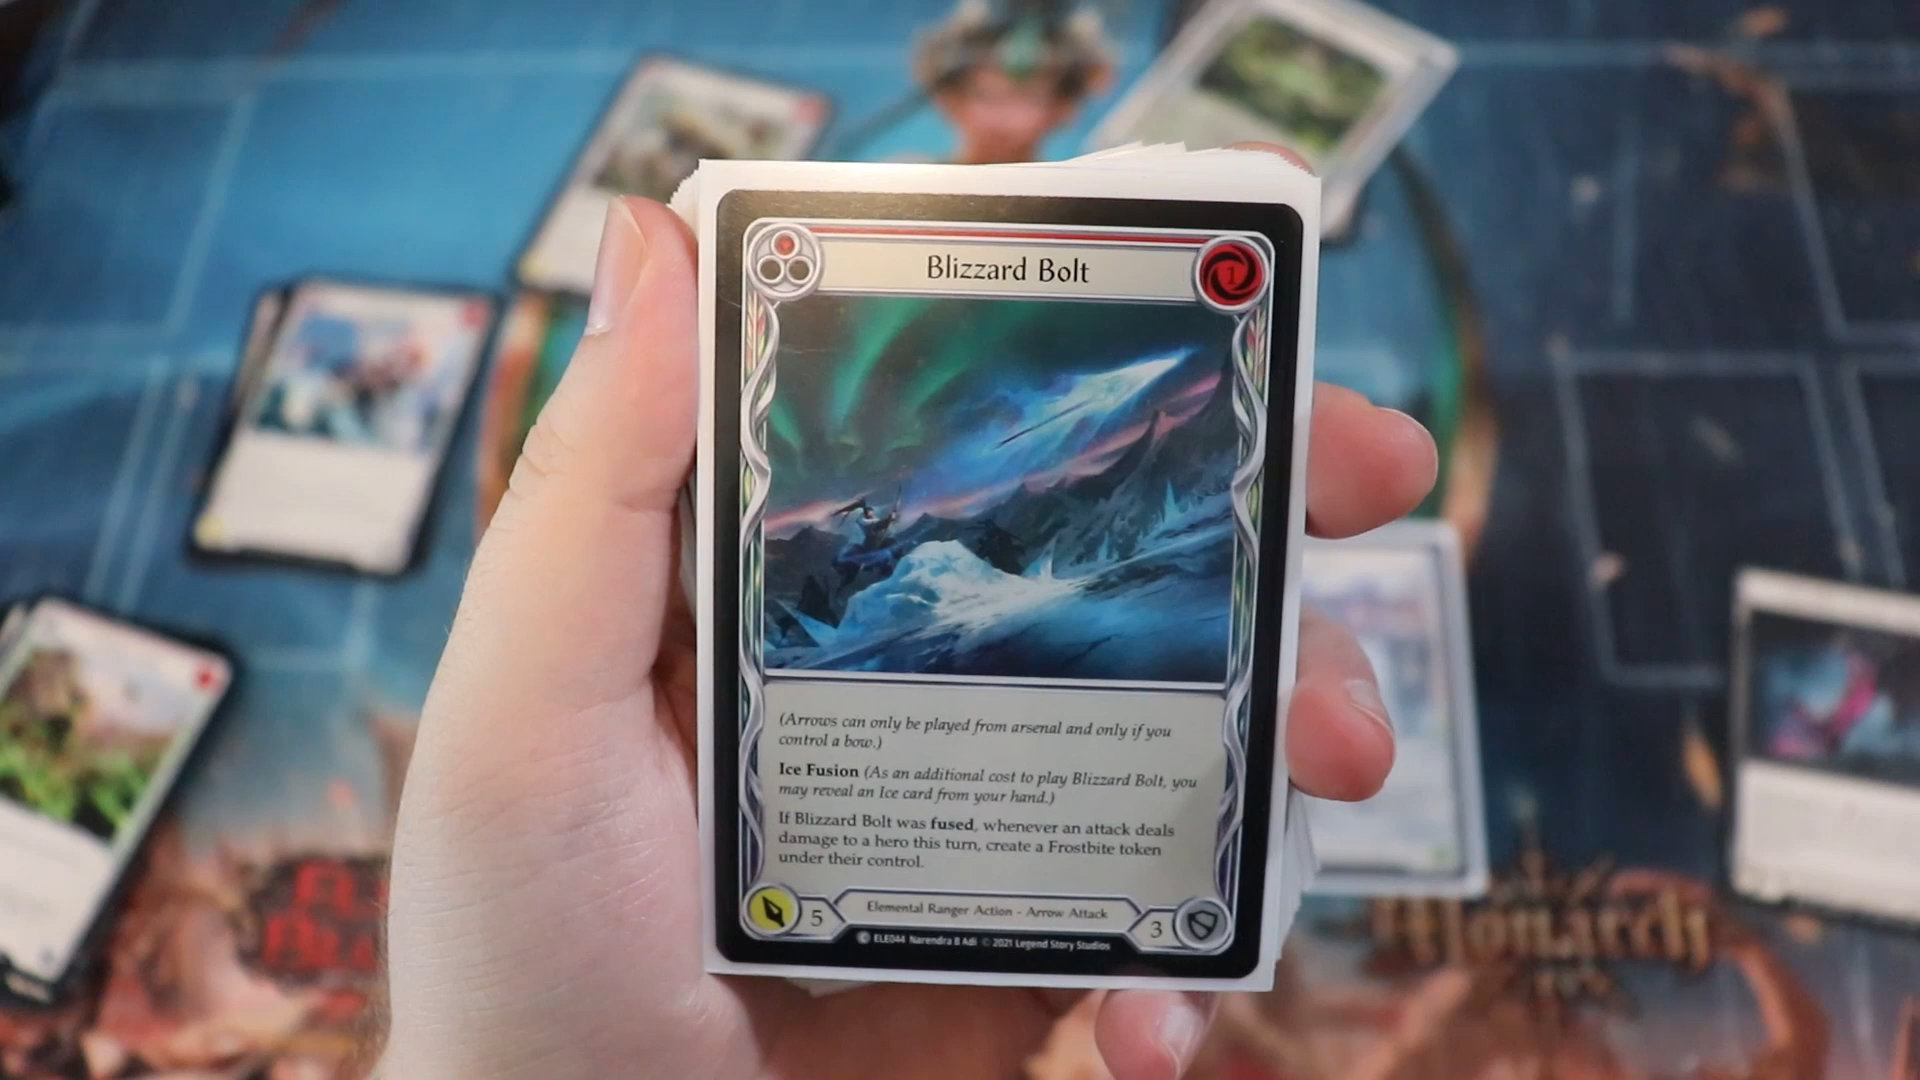 Blizzard Bolt
1
(Arrows can only be played from arsenal and only if you
control a bow.)
Ice Fusion (As an additional cost to play Blizzard Bolt, you
may reveal an Ice card from your hand.)
If Blizzard Bolt was fused, whenever an attack deals
damage to a hero this turn, create a Frostbite token
under their control.
5
Elemental Ranger Action - Arrow Attack
3
C ELE044 Narendra B Adi © 2021 Legend Story Studios
Monarch